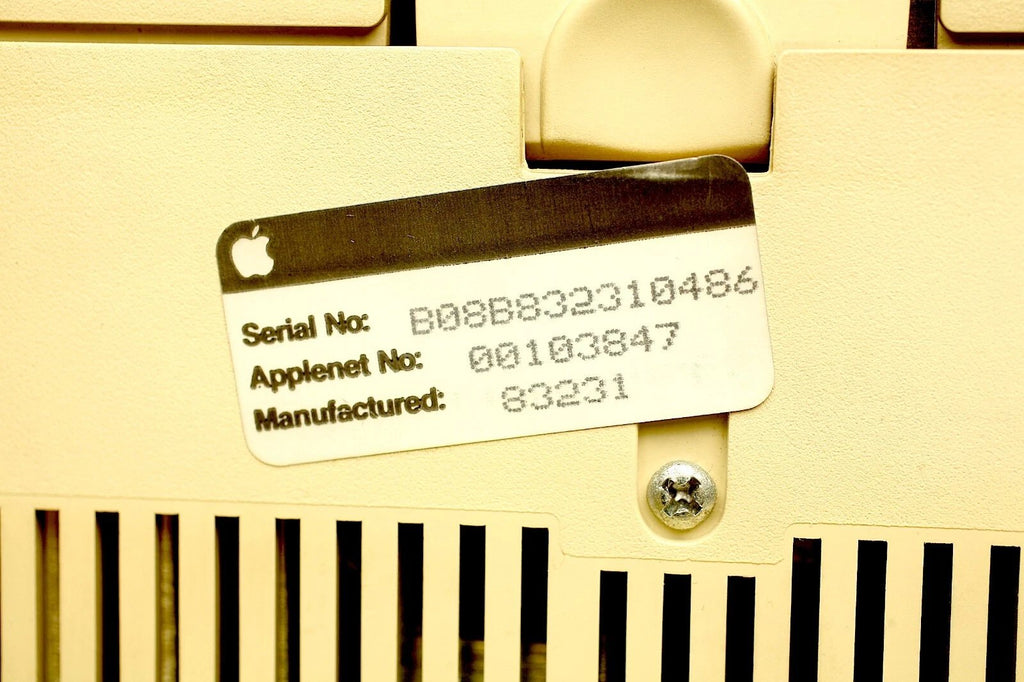 Serial No: B08B832310486
Applenet No: 00103847
Manufactured: 83231